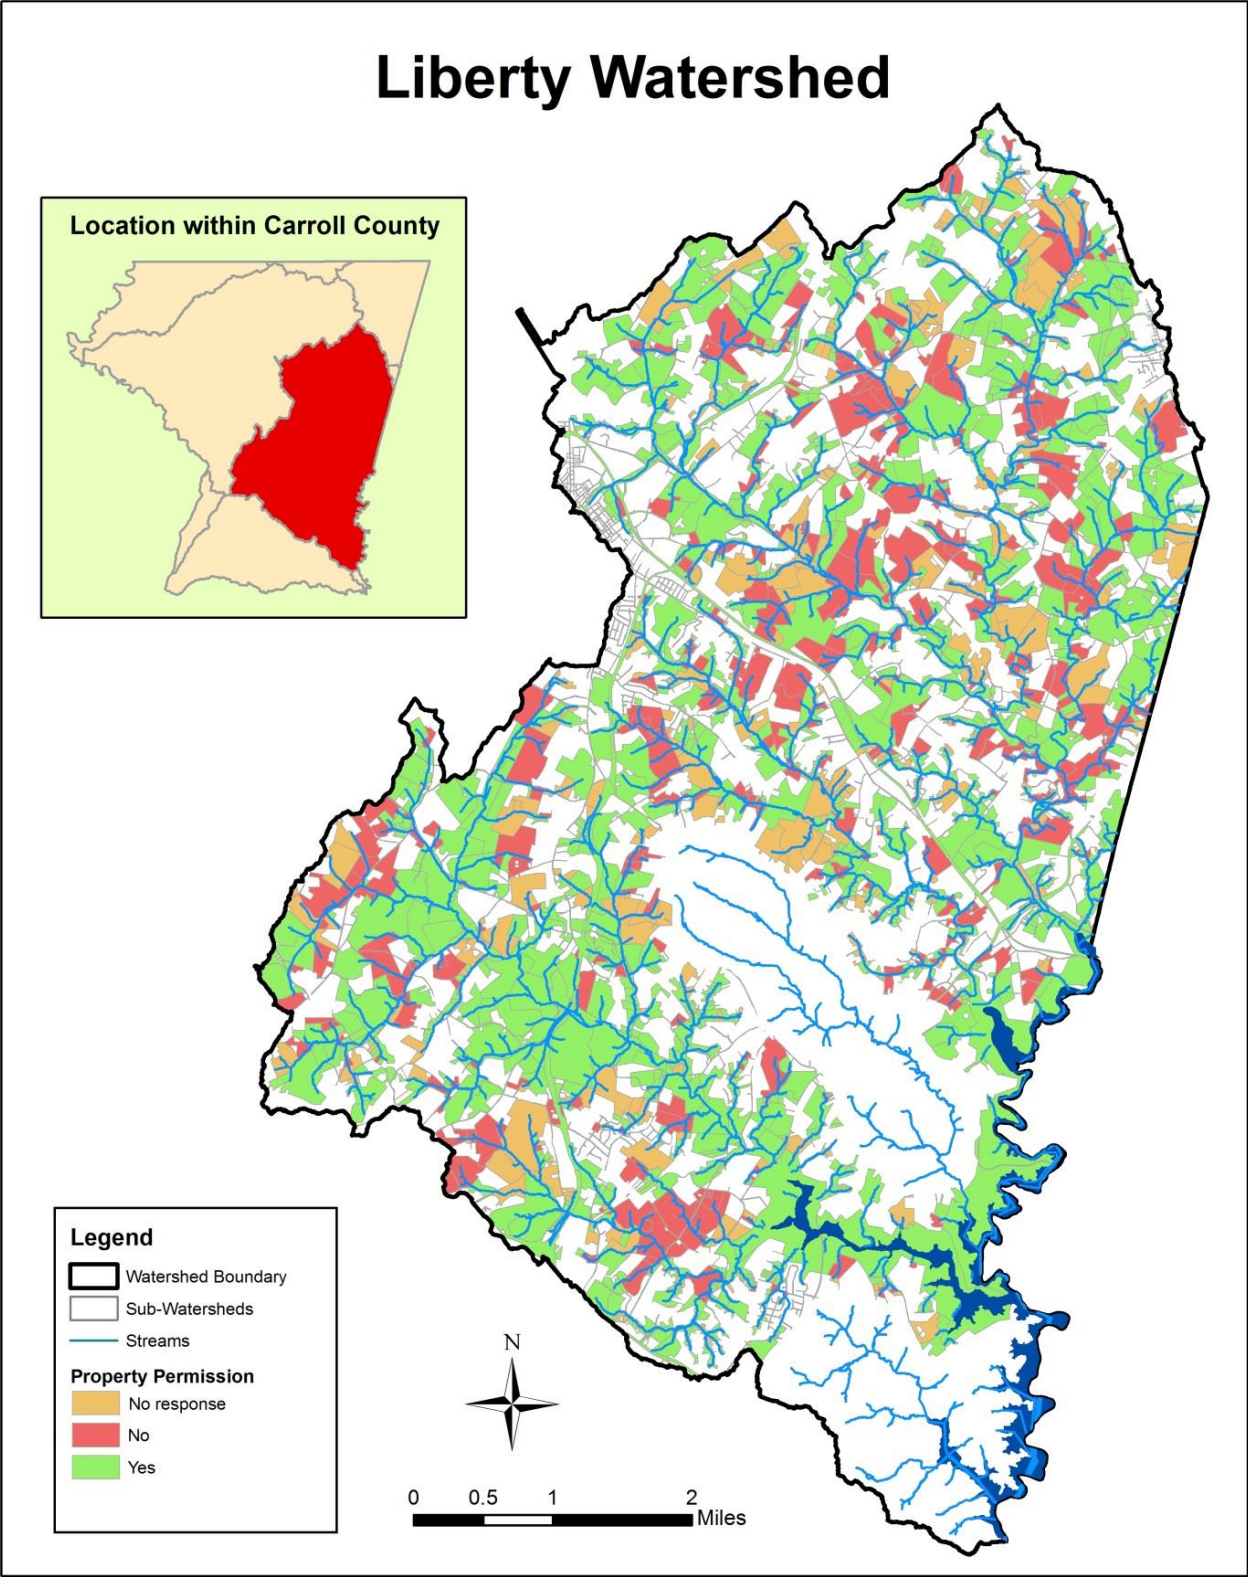 Liberty Watershed
Location within Carroll County
Legend
Watershed Boundary
Sub-Watersheds
Streams
Property Permission
No response
No
Yes
N
0 0.5 1 2
Miles